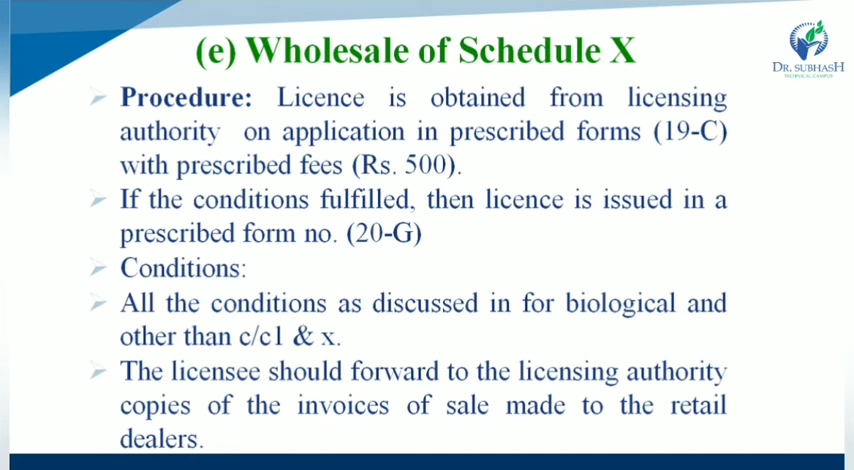 (e) Wholesale of Schedule X
DR. SUBHASH
TECHNICAL CAMPUS
Procedure: Licence is obtained from licensing
authority on application in prescribed forms (19-C)
with prescribed fees (Rs. 500).
If the conditions fulfilled, then licence is issued in a
prescribed form no. (20-G)
Conditions:
All the conditions as discussed in for biological and
other than c/c1 & x.
The licensee should forward to the licensing authority
copies of the invoices of sale made to the retail
dealers.